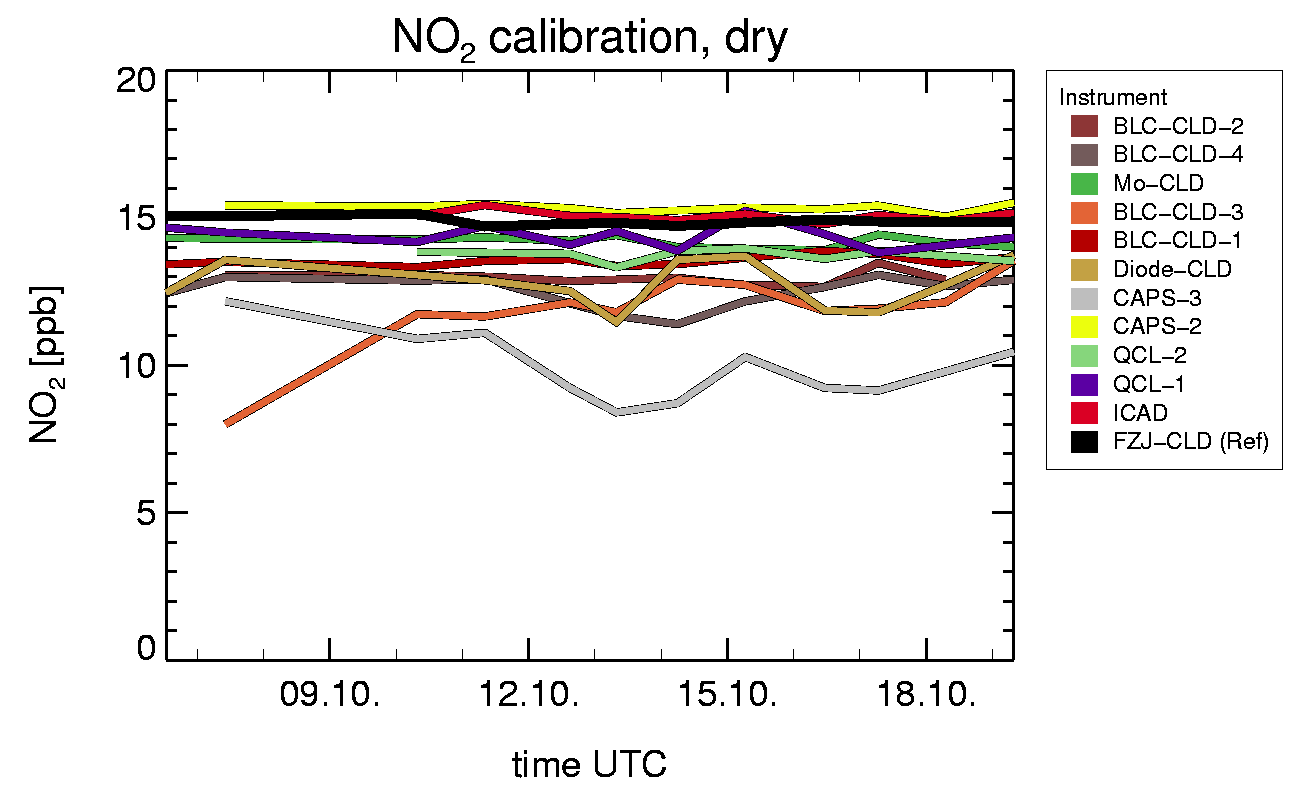 NO₂ calibration, dry
20
15
10
5
0
NO₂ [ppb]
09.10.
12.10.
15.10.
18.10.
time UTC
Instrument
BLC−CLD−2
BLC−CLD−4
Mo−CLD
BLC−CLD−3
BLC−CLD−1
Diode−CLD
CAPS−3
CAPS−2
QCL−2
QCL−1
ICAD
FZJ−CLD (Ref)